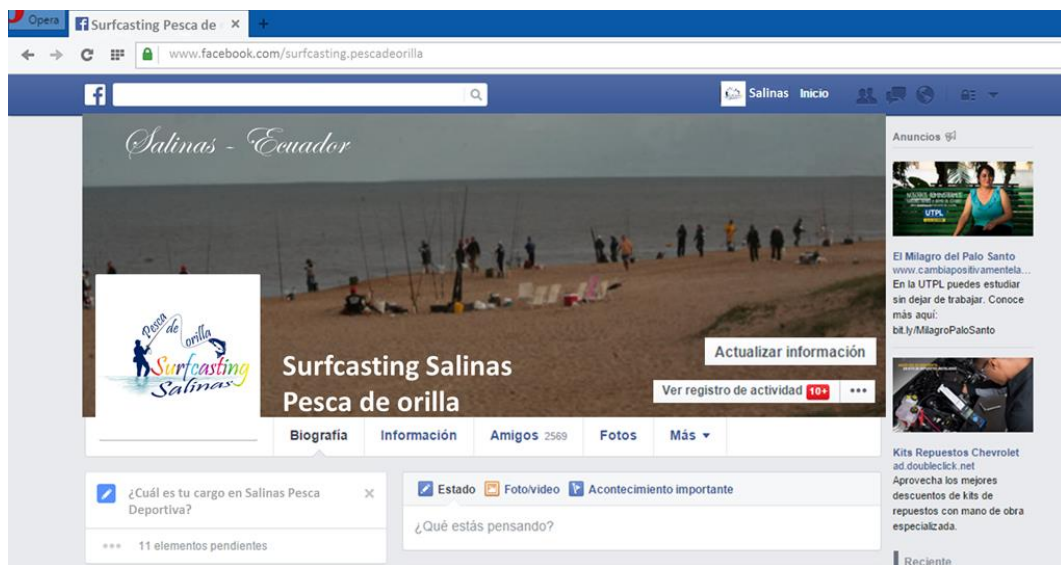 Opera
Surfcasting Pesca de
www.facebook.com/surfcasting.pescadeorilla
Salinas Inicio
Salinas - Ecuador
Pesca de orilla
Surfcasting
Salinas
Surfcasting Salinas
Pesca de orilla
Actualizar información
Ver registro de actividad 10+
Biografía Información Amigos 2569 Fotos Más
¿Cuál es tu cargo en Salinas Pesca
Deportiva?
11 elementos pendientes
Estado Foto/video Acontecimiento importante
¿Qué estás pensando?
Anuncios
UTPL
El Milagro del Palo Santo
www.cambiapositivamentela...
En la UTPL puedes estudiar
sin dejar de trabajar. Conoce
más aquí:
bit.ly/MilagroPaloSanto
Kits Repuestos Chevrolet
ad.doubleclick.net
Aprovecha los mejores
descuentos de kits de
repuestos con mano de obra
especializada.
Reciente